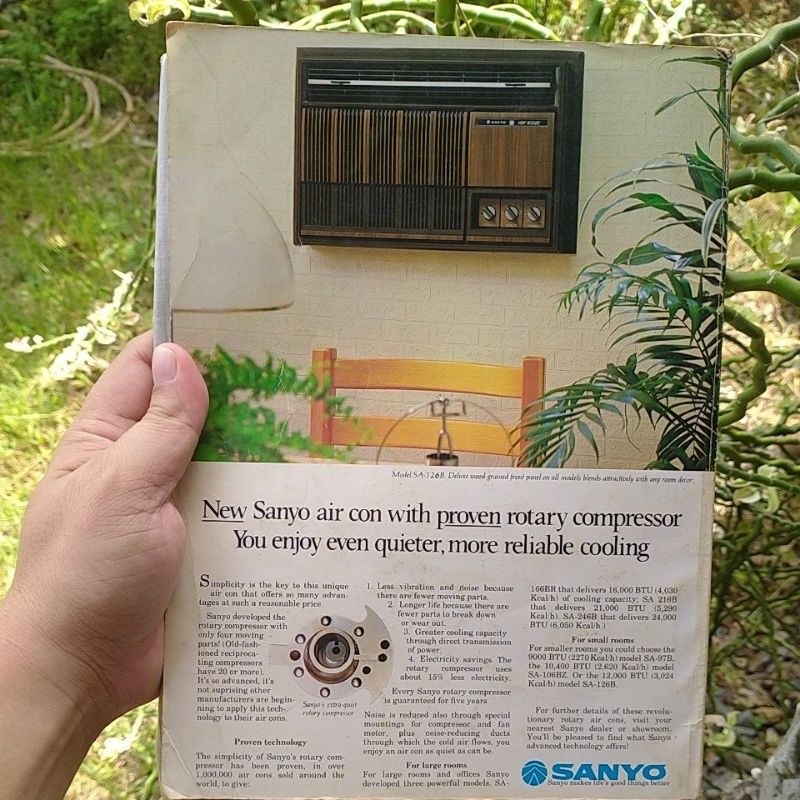 SANYO
Model SA-126B. Deluxe wood-grained front panel on all models blends attractively with any room decor.
New Sanyo air con with proven rotary compressor
You enjoy even quieter, more reliable cooling
Simplicity is the key to this unique
air con that offers so many advan-
tages at such a reasonable price.
Sanyo developed the
rotary compressor with
only four moving
parts! (Old-fash-
ioned reciproca-
ting compressors
have 20 or more).
It's so advanced, it's
not suprising other
manufacturers are begin-
ning to apply this tech-
nology to their air cons.
Proven technology
The simplicity of Sanyo's rotary com-
pressor has been proven, in over
1,000,000 air cons sold around the
world, to give:
Sanyo's extra-quiet
rotary compressor
1. Less vibration and noise because
there are fewer moving parts.
2. Longer life because there are
fewer parts to break down
or wear out.
3. Greater cooling capacity
through direct transmission
of power.
4. Electricity savings. The
rotary compressor uses
about 15% less electricity.
Every Sanyo rotary compressor
is guaranteed for five years
Noise is reduced also through special
mountings for compressor and fan
motor, plus noise-reducing ducts
through which the cold air flows, you
enjoy an air con as quiet as can be.
For large rooms
For large rooms and offices Sanyo
developed three powerful models. SA-
166BR that delivers 16,000 BTU (4,030
Kcal/h) of cooling capacity; SA 216B
that delivers 21,000 BTU (5,290
Kcal/h). SA-246B that delivers 24,000
BTU (6,050 Kcal/h.)
For small rooms
For smaller rooms you could choose the
9000 BTU (2270 Kcal/h) model SA-97B,
the 10,400 BTU (2,620 Kcal/h) model
SA-106BZ. Or the 12,000 BTU (3,024
Kcal/h) model SA-126B.
For further details of these revolu-
tionary rotary air cons, visit your
nearest Sanyo dealer or showroom.
You'll be pleased to find what Sanyo
advanced technology offers!
SANYO
Sanyo makes life's good things better